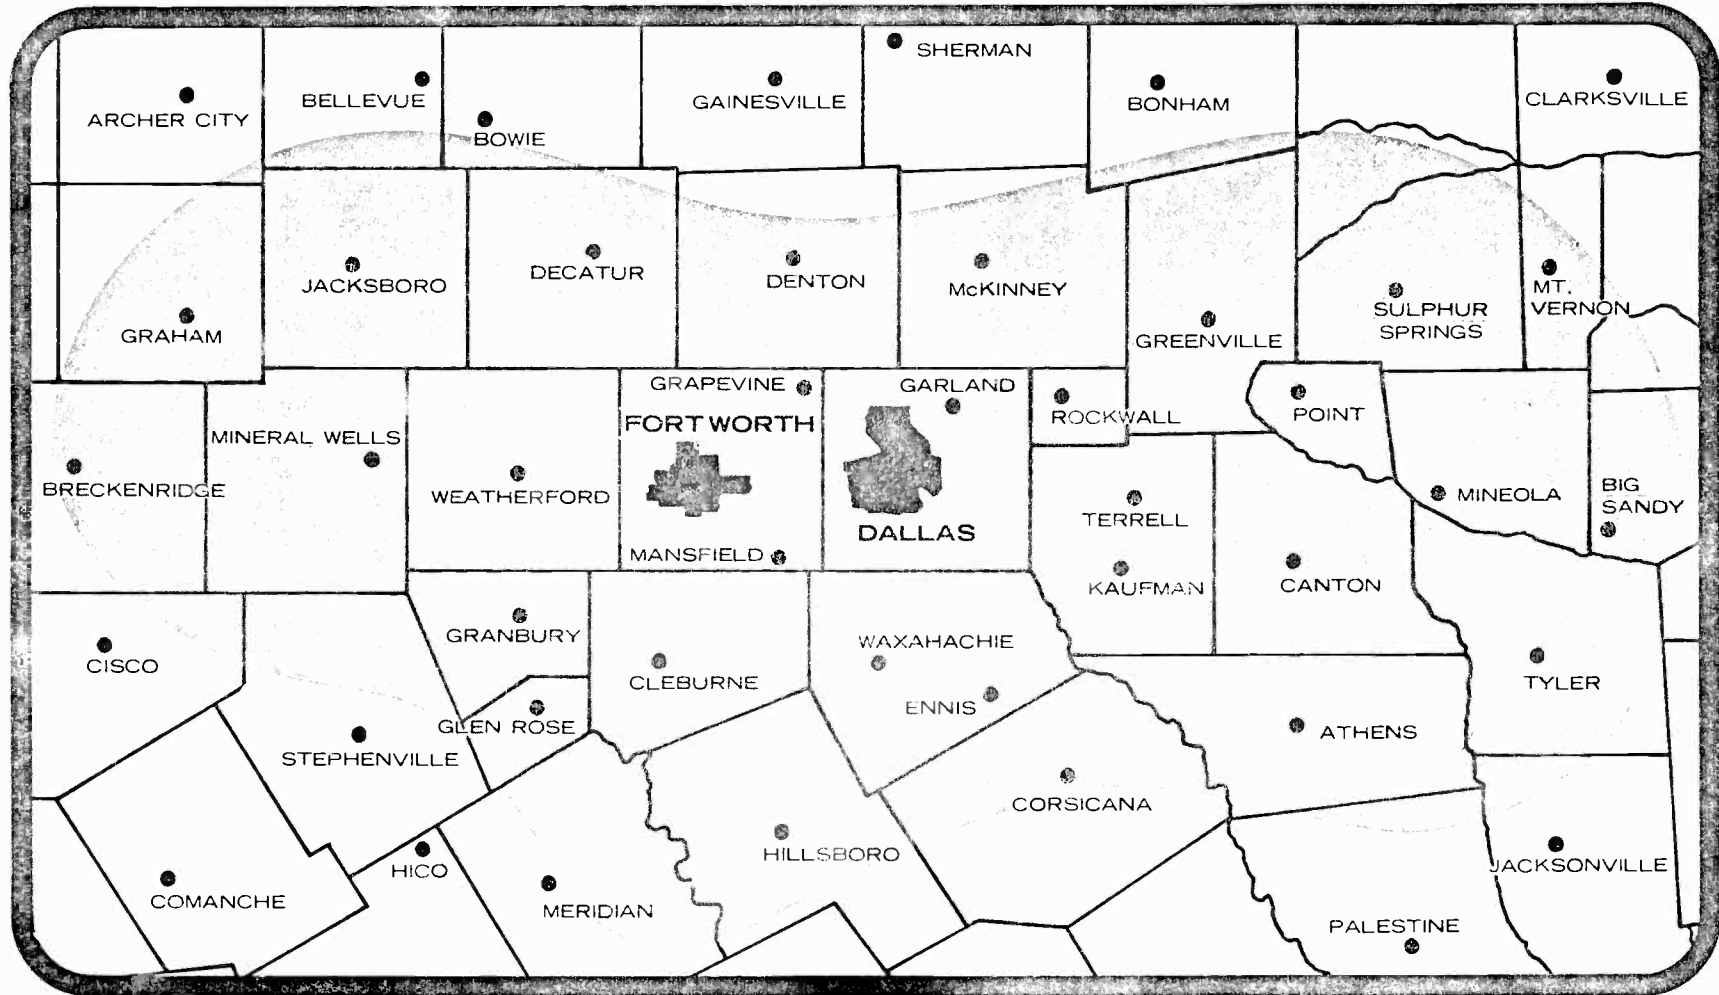 SHERMAN
ARCHER CITY
BELLEVUE
BOWIE
GAINESVILLE
BONHAM
CLARKSVILLE
GRAHAM
JACKSBORO
DECATUR
DENTON
McKINNEY
GREENVILLE
SULPHUR
SPRINGS
MT.
VERNON
BRECKENRIDGE
MINERAL WELLS
WEATHERFORD
GRAPEVINE
FORT WORTH
MANSFIELD
GARLAND
DALLAS
ROCKWALL
POINT
TERRELL
KAUFMAN
CANTON
MINEOLA
BIG
SANDY
CISCO
GRANBURY
CLEBURNE
WAXAHACHIE
ENNIS
TYLER
STEPHENVILLE
GLEN ROSE
ATHENS
CORSICANA
COMANCHE
HICO
MERIDIAN
HILLSBORO
JACKSONVILLE
PALESTINE